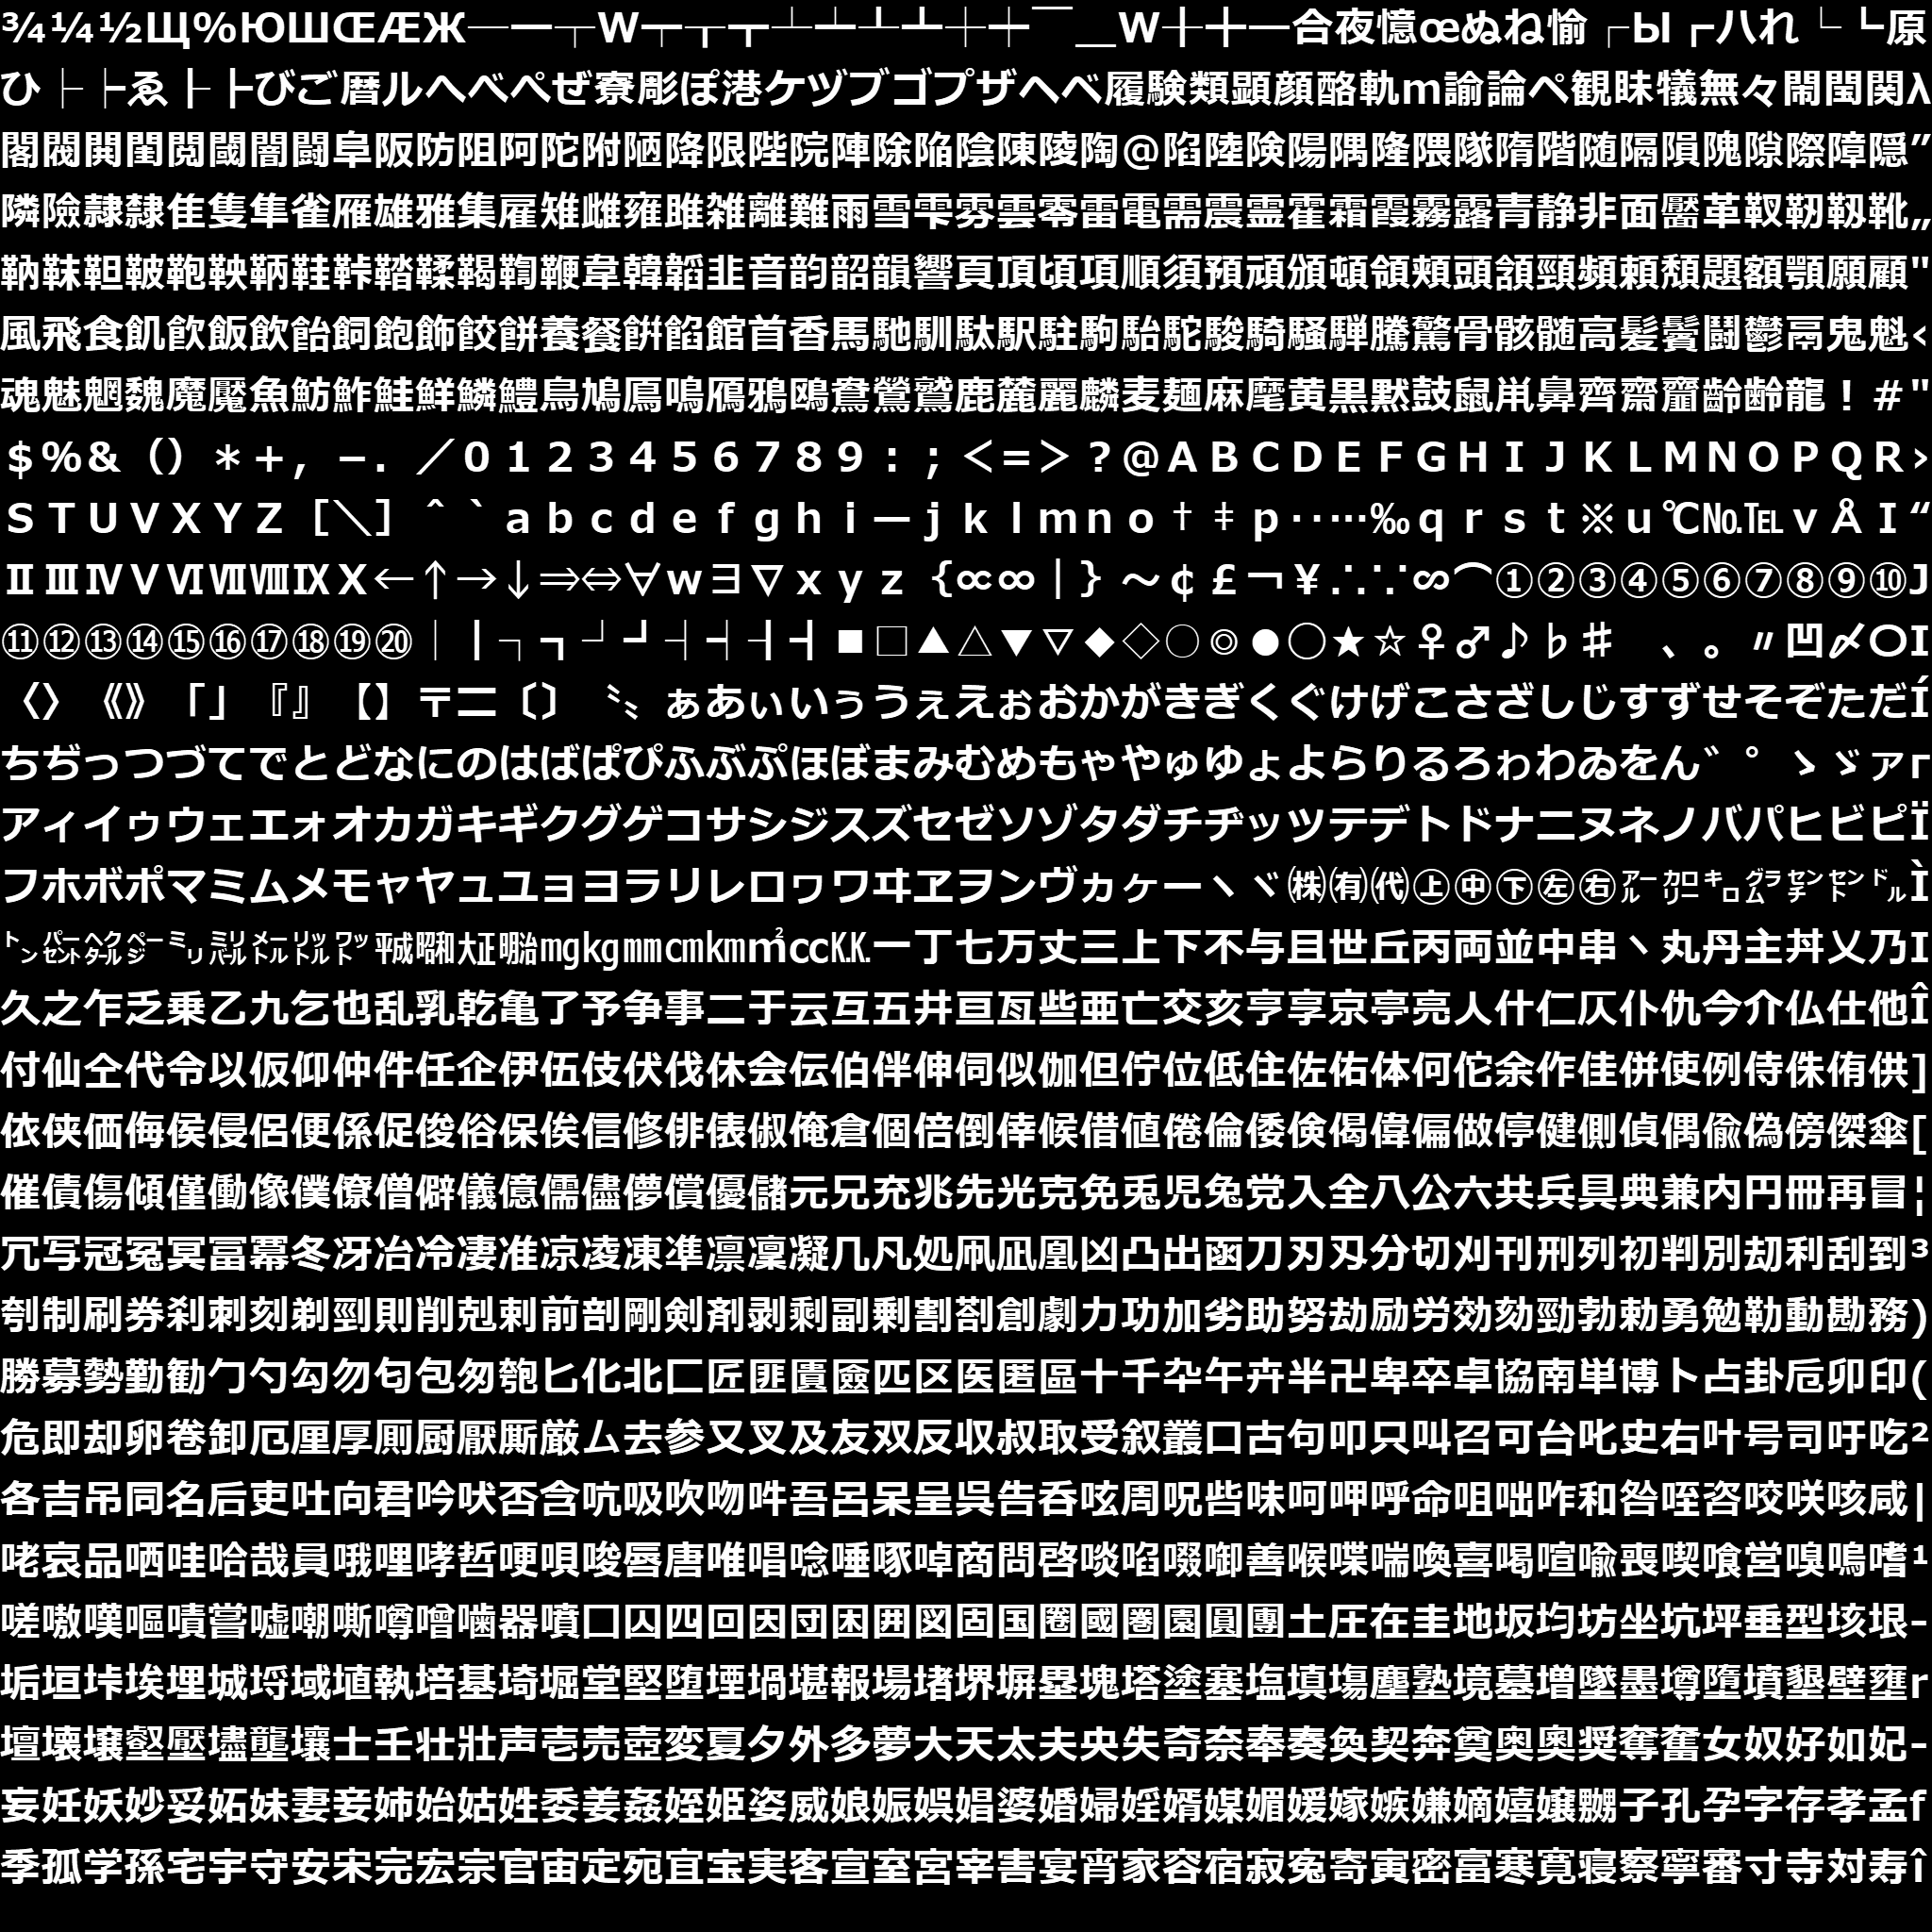 ¾¼½Щ%ЮШŒÆЖ─━┬W┯┰┳┴┷┸┻┼┿￣＿W╂╋―合夜憶œぬね愉┌Ы┏ハれ└┗原
ひ├┝ゑ┠┣びご暦ルへべぺぜ寮彫ぽ港ケヅブゴプザヘベ履験類顕顔酪軌m諭論ペ観昧犠無々閙閏関λ
閣閥閧閨閲閾闇闘阜阪防阻阿陀附陋降限陛院陣除陥陰陳陵陶@陷陸険陽隅隆隈隊隋階随隔隕隗隙際障隠”
隣險隷隸隹隻隼雀雁雄雅集雇雉雌雍雎雑離難雨雪雫雰雲零雷電需震霊霍霜霞霧露青静非面靨革靫靭靱靴„
靹靺靼鞁鞄鞅鞆鞋鞐鞜鞣鞨鞫鞭韋韓韜韭音韵韶韻響頁頂頃項順須預頑頒頓領頬頭頷頸頻頼頽題額顎願顧"
風飛食飢飮飯飲飴飼飽飾餃餅養餐餠餡館首香馬馳馴駄駅駐駒駘駝駿騎騒騨騰驚骨骸髄高髪鬢鬪鬱鬲鬼魁‹
魂魅魍魏魔魘魚魴鮓鮭鮮鱗鱧鳥鳩鳫鳴鴈鴉鴎鴦鶯鷲鹿麓麗麟麦麺麻麾黄黒黙鼓鼠鼡鼻齊齋齏齡齢龍！＃"
＄％＆（）＊＋，－．／０１２３４５６７８９：；＜＝＞？＠ＡＢＣＤＥＦＧＨＩＪＫＬＭＮＯＰＱＲ›
ＳＴＵＶＸＹＺ［＼］＾｀ａｂｃｄｅｆｇｈｉ—ｊｋｌｍｎｏ†‡ｐ‥…‰ｑｒｓｔ※ｕ℃№℡ｖÅⅠ“
ⅡⅢⅣⅤⅥⅦⅧⅨⅩ←↑→↓⇒⇔∀ｗ∃∇ｘｙｚ｛∝∞｜｝～￠￡￢￥∴∵∽⌒①②③④⑤⑥⑦⑧⑨⑩J
⑪⑫⑬⑭⑮⑯⑰⑱⑲⑳│┃┐┓┘┛┤┥┨┫■□▲△▼▽◆◇○◎●◯★☆♀♂♪♭♯　、。〃凹〆〇I
〈〉《》「」『』【】〒〓〔〕〝〟ぁあぃいぅうぇえぉおかがきぎくぐけげこさざしじすずせそぞただÍ
ちぢっつづてでとどなにのはばぱぴふぶぷほぼまみむめもゃやゅゆょよらりるろゎわゐをん゛゜ゝゞァг
アィイゥウェエォオカガキギクグゲコサシジスズセゼソゾタダチヂッツテデトドナニヌネノバパヒビピÏ
フホボポマミムメモャヤュユョヨラリレロヮワヰヱヲンヴヵヶーヽヾ㈱㈲㈹㊤㊥㊦㊧㊨㌃㌍㌔㌘㌢㌣㌦Ì
㌧㌫㌶㌻㍉㍊㍍㍑㍗㍻㍼㍽㍾㎎㎏㎜㎝㎞㎡㏄㏍一丁七万丈三上下不与且世丘丙両並中串丶丸丹主丼乂乃I
久之乍乏乗乙九乞也乱乳乾亀了予争事二于云互五井亘亙些亜亡交亥亨享京亭亮人什仁仄仆仇今介仏仕他Î
付仙仝代令以仮仰仲件任企伊伍伎伏伐休会伝伯伴伸伺似伽但佇位低住佐佑体何佗余作佳併使例侍侏侑供]
依侠価侮侯侵侶便係促俊俗保俟信修俳俵俶俺倉個倍倒倖候借値倦倫倭倹偈偉偏做停健側偵偶偸偽傍傑傘[
催債傷傾僅働像僕僚僧僻儀億儒儘儚償優儲元兄充兆先光克免兎児兔党入全八公六共兵具典兼内円冊再冒¦
冗写冠冤冥冨冪冬冴冶冷凄准凉凌凍凖凛凜凝几凡処凧凪凰凶凸出函刀刃刄分切刈刊刑列初判別刧利刮到³
刳制刷券刹刺刻剃剄則削剋剌前剖剛剣剤剥剰副剩割剳創劇力功加劣助努劫励労効劾勁勃勅勇勉勒動勘務)
勝募勢勤勧勹勺勾勿匂包匆匏匕化北匚匠匪匱奩匹区医匿區十千卆午卉半卍卑卒卓協南単博卜占卦卮卯印(
危即却卵巻卸厄厘厚厠厨厭厮厳厶去参又叉及友双反収叔取受叙叢口古句叩只叫召可台叱史右叶号司吁吃²
各吉吊同名后吏吐向君吟吠否含吭吸吹吻吽吾呂呆呈呉告呑呟周呪呰味呵呷呼命咀咄咋和咎咥咨咬咲咳咸|
咾哀品哂哇哈哉員哦哩哮哲哽唄唆唇唐唯唱唸唾啄啅商問啓啖啗啜啣善喉喋喘喚喜喝喧喩喪喫喰営嗅嗚嗜¹
嗟嗷嘆嘔嘖嘗嘘嘲嘶噂噌噛器噴囗囚四回因団困囲図固国圈國圏園圓團土圧在圭地坂均坊坐坑坪垂型垓垠-
垢垣垰埃埋城埒域埴執培基埼堀堂堅堕堙堝堪報場堵堺塀塁塊塔塗塞塩填塲塵塾境墓増墜墨墫墮墳墾壁壅r
壇壊壌壑壓壗壟壤士壬壮壯声壱売壺変夏夕外多夢大天太夫央失奇奈奉奏奐契奔奠奥奧奨奪奮女奴好如妃-
妄妊妖妙妥妬妹妻妾姉始姑姓委姜姦姪姫姿威娘娠娯娼婆婚婦婬婿媒媚媛嫁嫉嫌嫡嬉嬢嬲子孔孕字存孝孟f
季孤学孫宅宇守安宋完宏宗官宙定宛宜宝実客宣室宮宰害宴宵家容宿寂寃寄寅密富寒寛寝察寧審寸寺対寿î